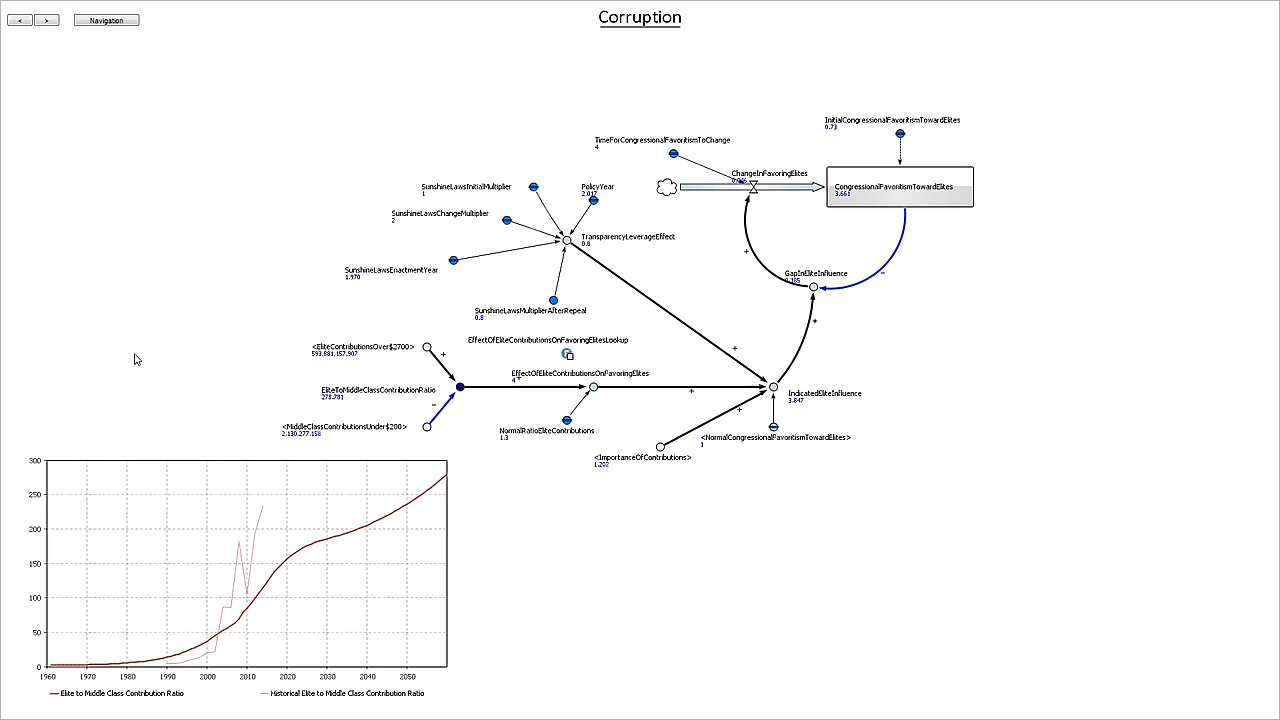 < > Navigation
Corruption
InitialCongressionalFavoritismTowardElites
0.73
TimeForCongressionalFavoritismToChange
4
ChangeInFavoringElites
CongressionalFavoritismTowardElites
3.661
SunshineLawsInitialMultiplier
1
PolicyYear
2,017
SunshineLawsChangeMultiplier
2
TransparencyLeverageEffect
0.8
SunshineLawsEnactmentYear
1,970
+
GapInEliteInfluence
0.185
−
SunshineLawsMultiplierAfterRepeal
0.8
+
EffectOfEliteContributionsOnFavoringElitesLookup
<EliteContributionsOver$2700>
593,881,157,907
+
+
EffectOfEliteContributionsOnFavoringElites
4
+
EliteToMiddleClassContributionRatio
278.781
+
IndicatedEliteInfluence
3.847
−
+
<MiddleClassContributionsUnder$200>
2,130,277,158
NormalRatioEliteContributions
1.3
<NormalCongressionalFavoritismTowardElites>
1
<ImportanceOfContributions>
1.202
300
250
200
150
100
50
0
1960 1970 1980 1990 2000 2010 2020 2030 2040 2050
Elite to Middle Class Contribution Ratio
Historical Elite to Middle Class Contribution Ratio